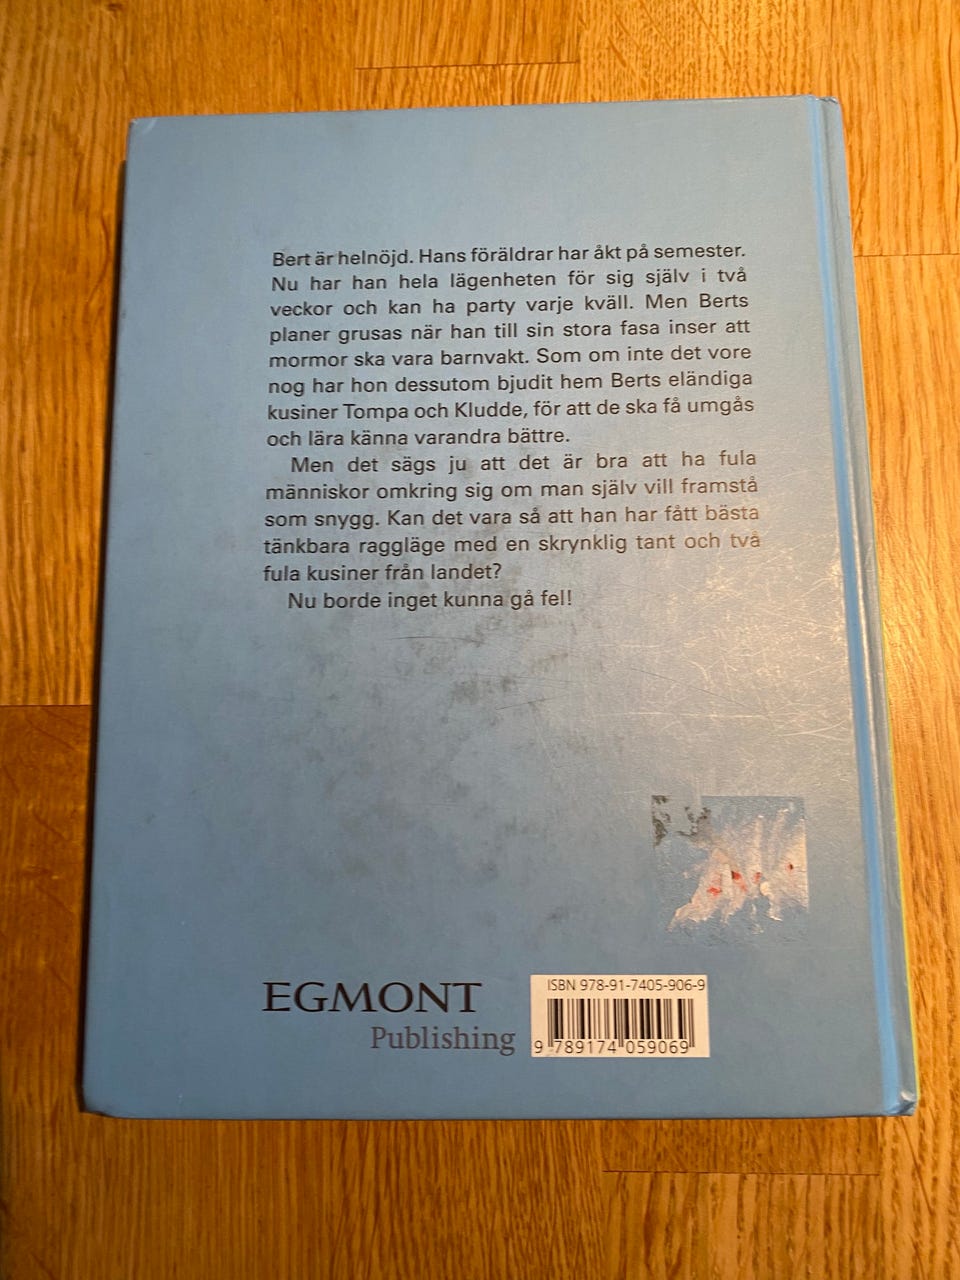 Bert är helnöjd. Hans föräldrar har åkt på semester.
Nu har han hela lägenheten för sig själv i två
veckor och kan ha party varje kväll. Men Berts
planer grusas när han till sin stora fasa inser att
mormor ska vara barnvakt. Som om inte det vore
nog har hon dessutom bjudit hem Berts eländiga
kusiner Tompa och Kludde, för att de ska få umgås
och lära känna varandra bättre.
Men det sägs ju att det är bra att ha fula
människor omkring sig om man själv vill framstå
som snygg. Kan det vara så att han har fått bästa
tänkbara raggläge med en skrynklig tant och två
fula kusiner från landet?
Nu borde inget kunna gå fel!
EGMONT
Publishing
ISBN 978-91-7405-906-9
9 789174 059069